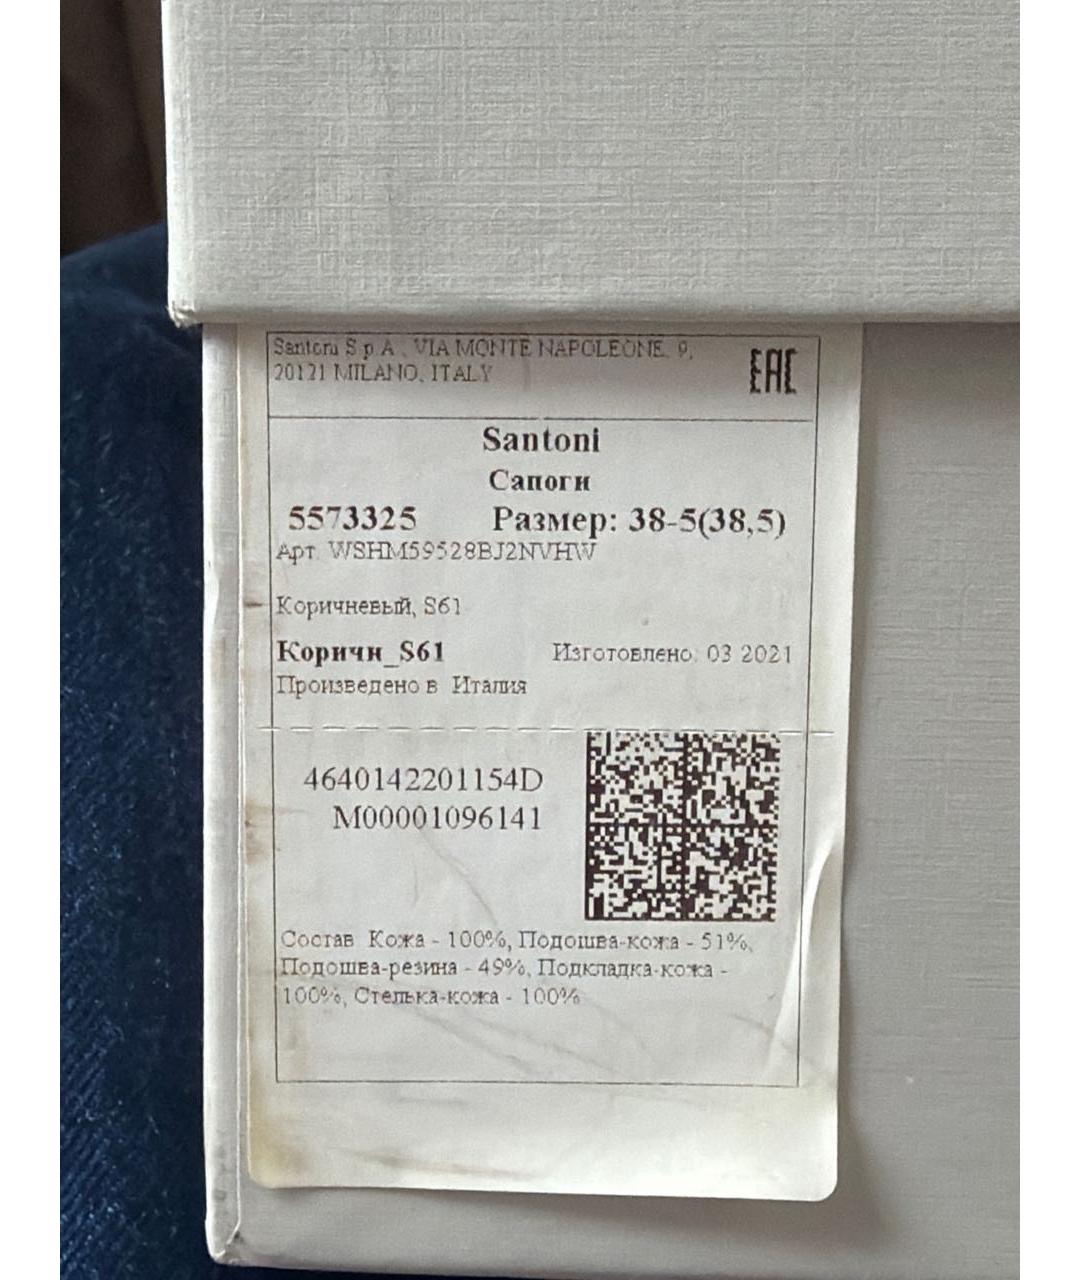 Santoni S.p.A., VIA MONTE NAPOLEONE, 9,
20121 MILANO, ITALY
EAC
Santoni
Сапоги
5573325 Размер: 38-5(38,5)
Арт. WSHM59528BJ2NVHW
Коричневый, S61
Коричн_S61 Изготовлено: 03 2021
Произведено в Италия
4640142201154D
M00001096141
Состав Кожа - 100%, Подошва-кожа - 51%,
Подошва-резина - 49%, Подкладка-кожа -
100%, Стелька-кожа - 100%